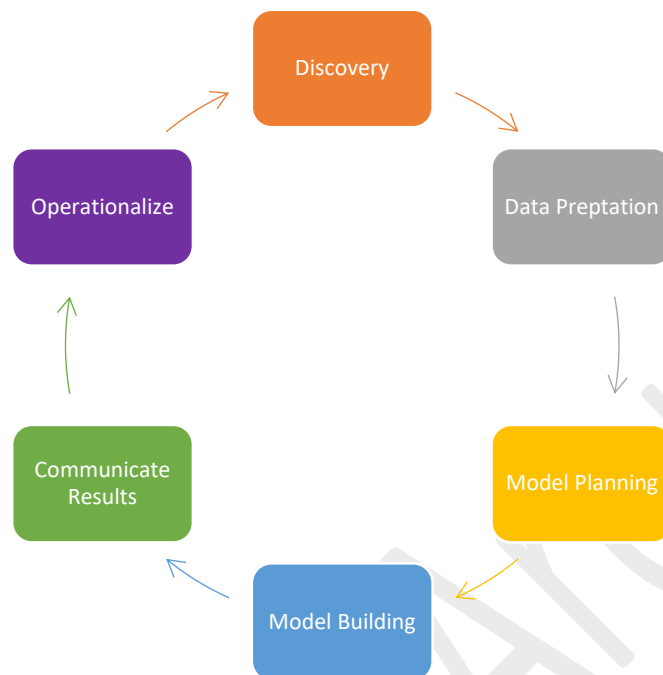 Discovery
Operationalize
Data Preptation
Communicate
Results
Model Planning
Model Building